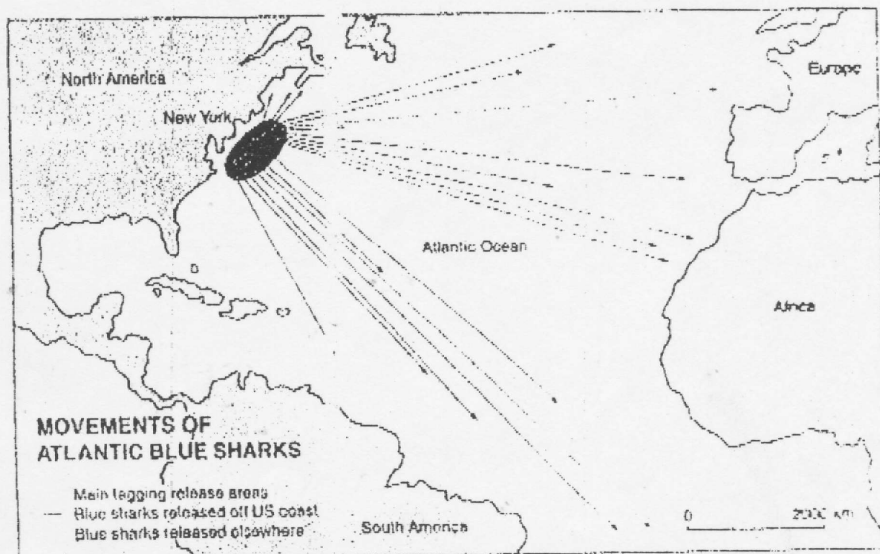 North America
Europe
New York
Atlantic Ocean
Africa
MOVEMENTS OF
ATLANTIC BLUE SHARKS
Main tagging release areas
Blue sharks released off US coast
Blue sharks released elsewhere
South America
0 2000 km